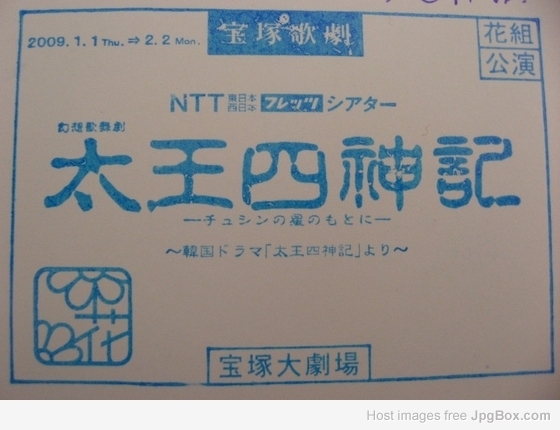 2009.1.1 Thu. ⇒ 2.2 Mon.
宝塚歌劇
花組
公演
NTT 東日本 西日本 フレッツ シアター
幻想歌舞劇
太王四神記
―チュシンの星のもとに―
～韓国ドラマ「太王四神記」より～
花
宝塚大劇場
Host images free JpgBox.com